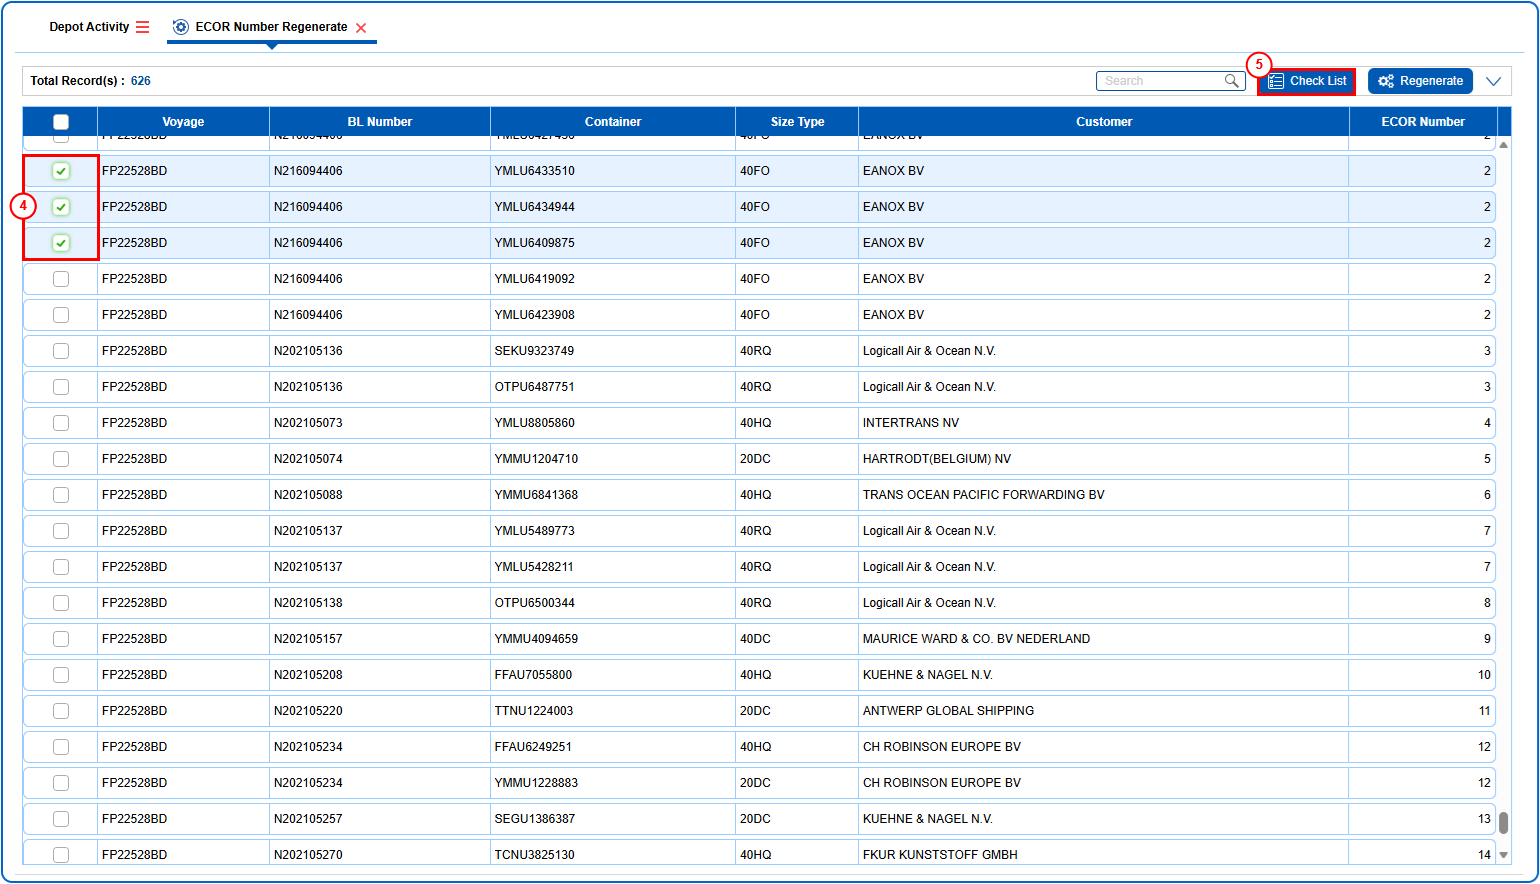 Depot Activity ECOR Number Regenerate
5
Total Record(s) : 626 Search Check List Regenerate
Voyage BL Number Container Size Type Customer ECOR Number
FP22528BD N216094406 YMLU6433510 40FO EANOX BV 2
4
FP22528BD N216094406 YMLU6434944 40FO EANOX BV 2
FP22528BD N216094406 YMLU6409875 40FO EANOX BV 2
FP22528BD N216094406 YMLU6419092 40FO EANOX BV 2
FP22528BD N216094406 YMLU6423908 40FO EANOX BV 2
FP22528BD N202105136 SEKU9323749 40RQ Logicall Air & Ocean N.V. 3
FP22528BD N202105136 OTPU6487751 40RQ Logicall Air & Ocean N.V. 3
FP22528BD N202105073 YMLU8805860 40HQ INTERTRANS NV 4
FP22528BD N202105074 YMMU1204710 20DC HARTRODT(BELGIUM) NV 5
FP22528BD N202105088 YMMU6841368 40HQ TRANS OCEAN PACIFIC FORWARDING BV 6
FP22528BD N202105137 YMLU5489773 40RQ Logicall Air & Ocean N.V. 7
FP22528BD N202105137 YMLU5428211 40RQ Logicall Air & Ocean N.V. 7
FP22528BD N202105138 OTPU6500344 40RQ Logicall Air & Ocean N.V. 8
FP22528BD N202105157 YMMU4094659 40DC MAURICE WARD & CO. BV NEDERLAND 9
FP22528BD N202105208 FFAU7055800 40HQ KUEHNE & NAGEL N.V. 10
FP22528BD N202105220 TTNU1224003 20DC ANTWERP GLOBAL SHIPPING 11
FP22528BD N202105234 FFAU6249251 40HQ CH ROBINSON EUROPE BV 12
FP22528BD N202105234 YMMU1228883 20DC CH ROBINSON EUROPE BV 12
FP22528BD N202105257 SEGU1386387 20DC KUEHNE & NAGEL N.V. 13
FP22528BD N202105270 TCNU3825130 40HQ FKUR KUNSTSTOFF GMBH 14